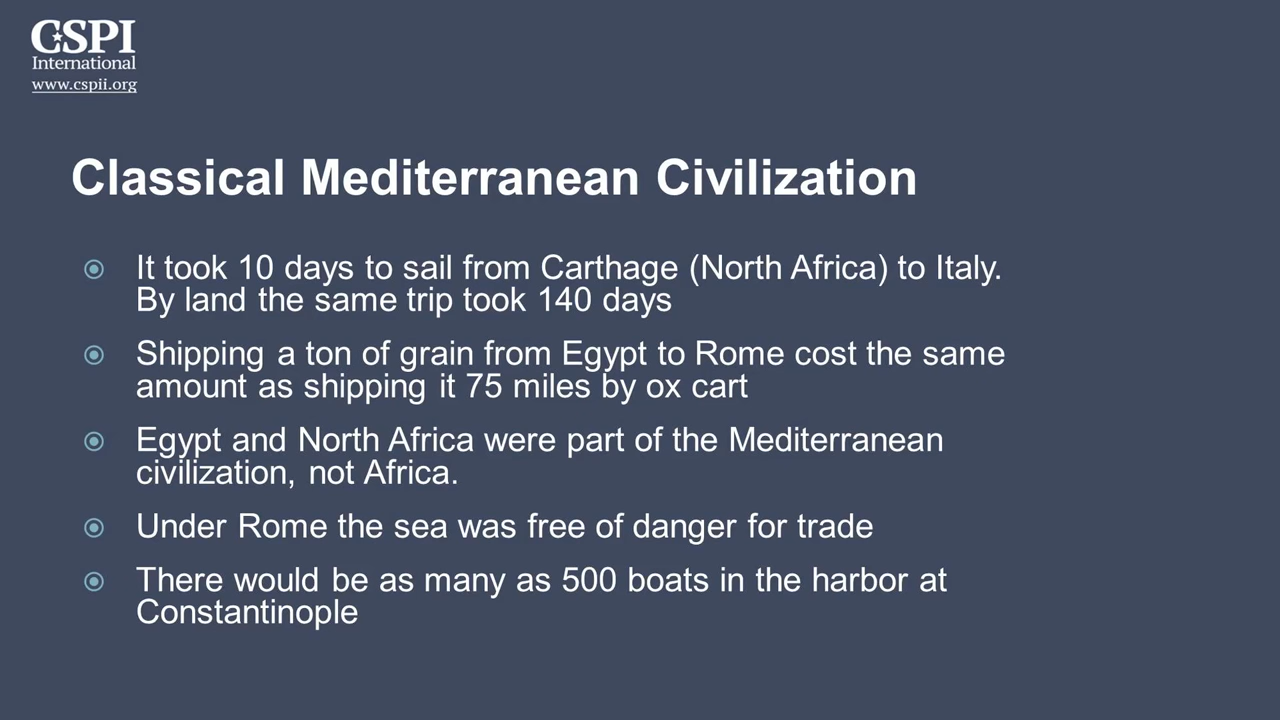 CSPI
International
www.cspii.org
Classical Mediterranean Civilization
It took 10 days to sail from Carthage (North Africa) to Italy.
By land the same trip took 140 days
Shipping a ton of grain from Egypt to Rome cost the same
amount as shipping it 75 miles by ox cart
Egypt and North Africa were part of the Mediterranean
civilization, not Africa.
Under Rome the sea was free of danger for trade
There would be as many as 500 boats in the harbor at
Constantinople